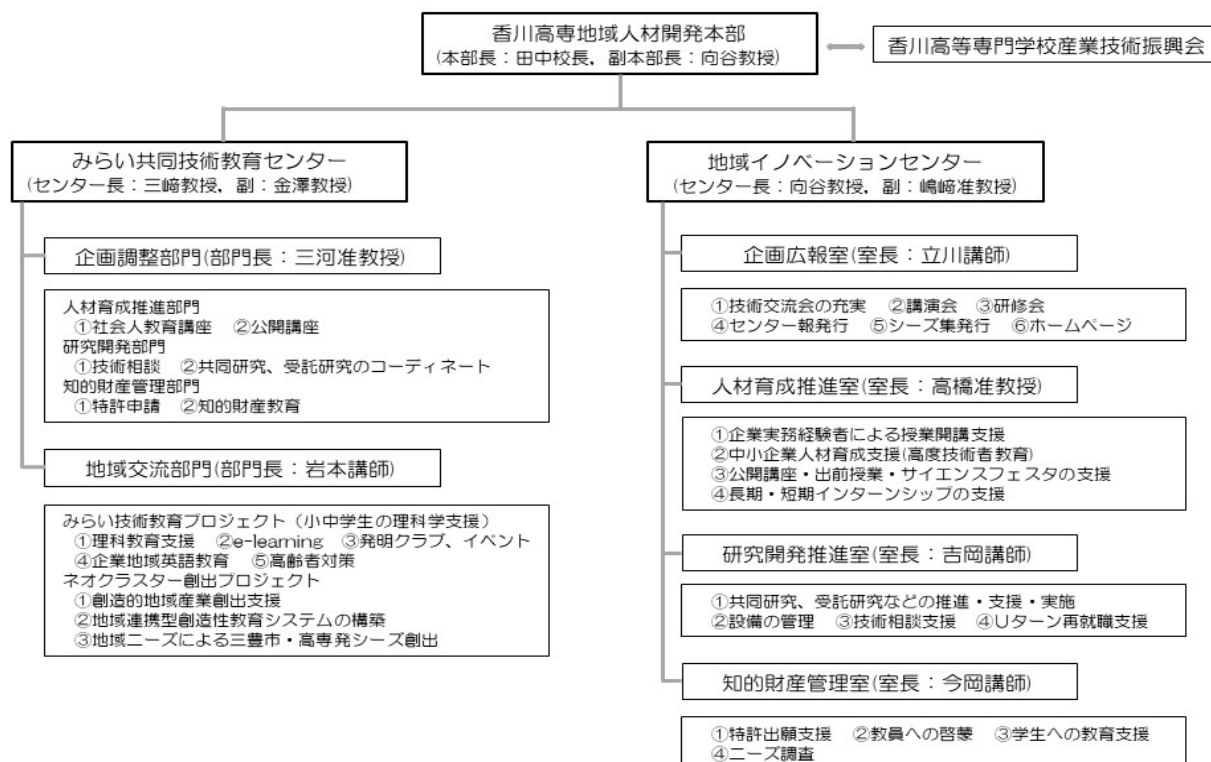 香川高専地域人材開発本部
(本部長：田中校長，副本部長：向谷教授)
香川高等専門学校産業技術振興会
みらい共同技術教育センター
(センター長：三﨑教授，副：金澤教授)
企画調整部門(部門長：三河准教授)
人材育成推進部門
①社会人教育講座　②公開講座
研究開発部門
①技術相談　②共同研究、受託研究のコーディネート
知的財産管理部門
①特許申請　②知的財産教育
地域交流部門(部門長：岩本講師)
みらい技術教育プロジェクト（小中学生の理科学支援）
①理科教育支援　②e-learning　③発明クラブ、イベント
④企業地域英語教育　⑤高齢者対策
ネオクラスター創出プロジェクト
①創造的地域産業創出支援
②地域連携型創造性教育システムの構築
③地域ニーズによる三豊市・高専発シーズ創出
地域イノベーションセンター
(センター長：向谷教授，副：嶋﨑准教授)
企画広報室(室長：立川講師)
①技術交流会の充実　②講演会　③研修会
④センター報発行　⑤シーズ集発行　⑥ホームページ
人材育成推進室(室長：高橋准教授)
①企業実務経験者による授業開講支援
②中小企業人材育成支援(高度技術者教育)
③公開講座・出前授業・サイエンスフェスタの支援
④長期・短期インターンシップの支援
研究開発推進室(室長：吉岡講師)
①共同研究、受託研究などの推進・支援・実施
②設備の管理　③技術相談支援　④Uターン再就職支援
知的財産管理室(室長：今岡講師)
①特許出願支援　②教員への啓蒙　③学生への教育支援
④ニーズ調査